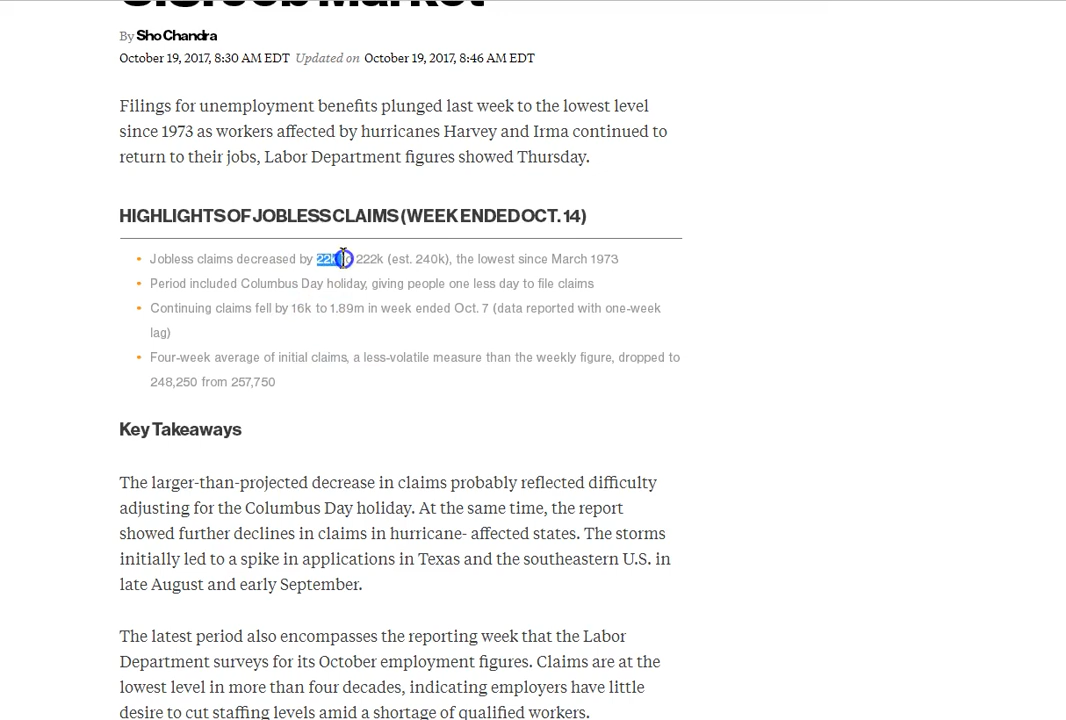 By Sho Chandra
October 19, 2017, 8:30 AM EDT Updated on October 19, 2017, 8:46 AM EDT
Filings for unemployment benefits plunged last week to the lowest level
since 1973 as workers affected by hurricanes Harvey and Irma continued to
return to their jobs, Labor Department figures showed Thursday.
HIGHLIGHTS OF JOBLESS CLAIMS (WEEK ENDED OCT. 14)
• Jobless claims decreased by 22k to 222k (est. 240k), the lowest since March 1973
• Period included Columbus Day holiday, giving people one less day to file claims
• Continuing claims fell by 16k to 1.89m in week ended Oct. 7 (data reported with one-week
lag)
• Four-week average of initial claims, a less-volatile measure than the weekly figure, dropped to
248,250 from 257,750
Key Takeaways
The larger-than-projected decrease in claims probably reflected difficulty
adjusting for the Columbus Day holiday. At the same time, the report
showed further declines in claims in hurricane- affected states. The storms
initially led to a spike in applications in Texas and the southeastern U.S. in
late August and early September.
The latest period also encompasses the reporting week that the Labor
Department surveys for its October employment figures. Claims are at the
lowest level in more than four decades, indicating employers have little
desire to cut staffing levels amid a shortage of qualified workers.